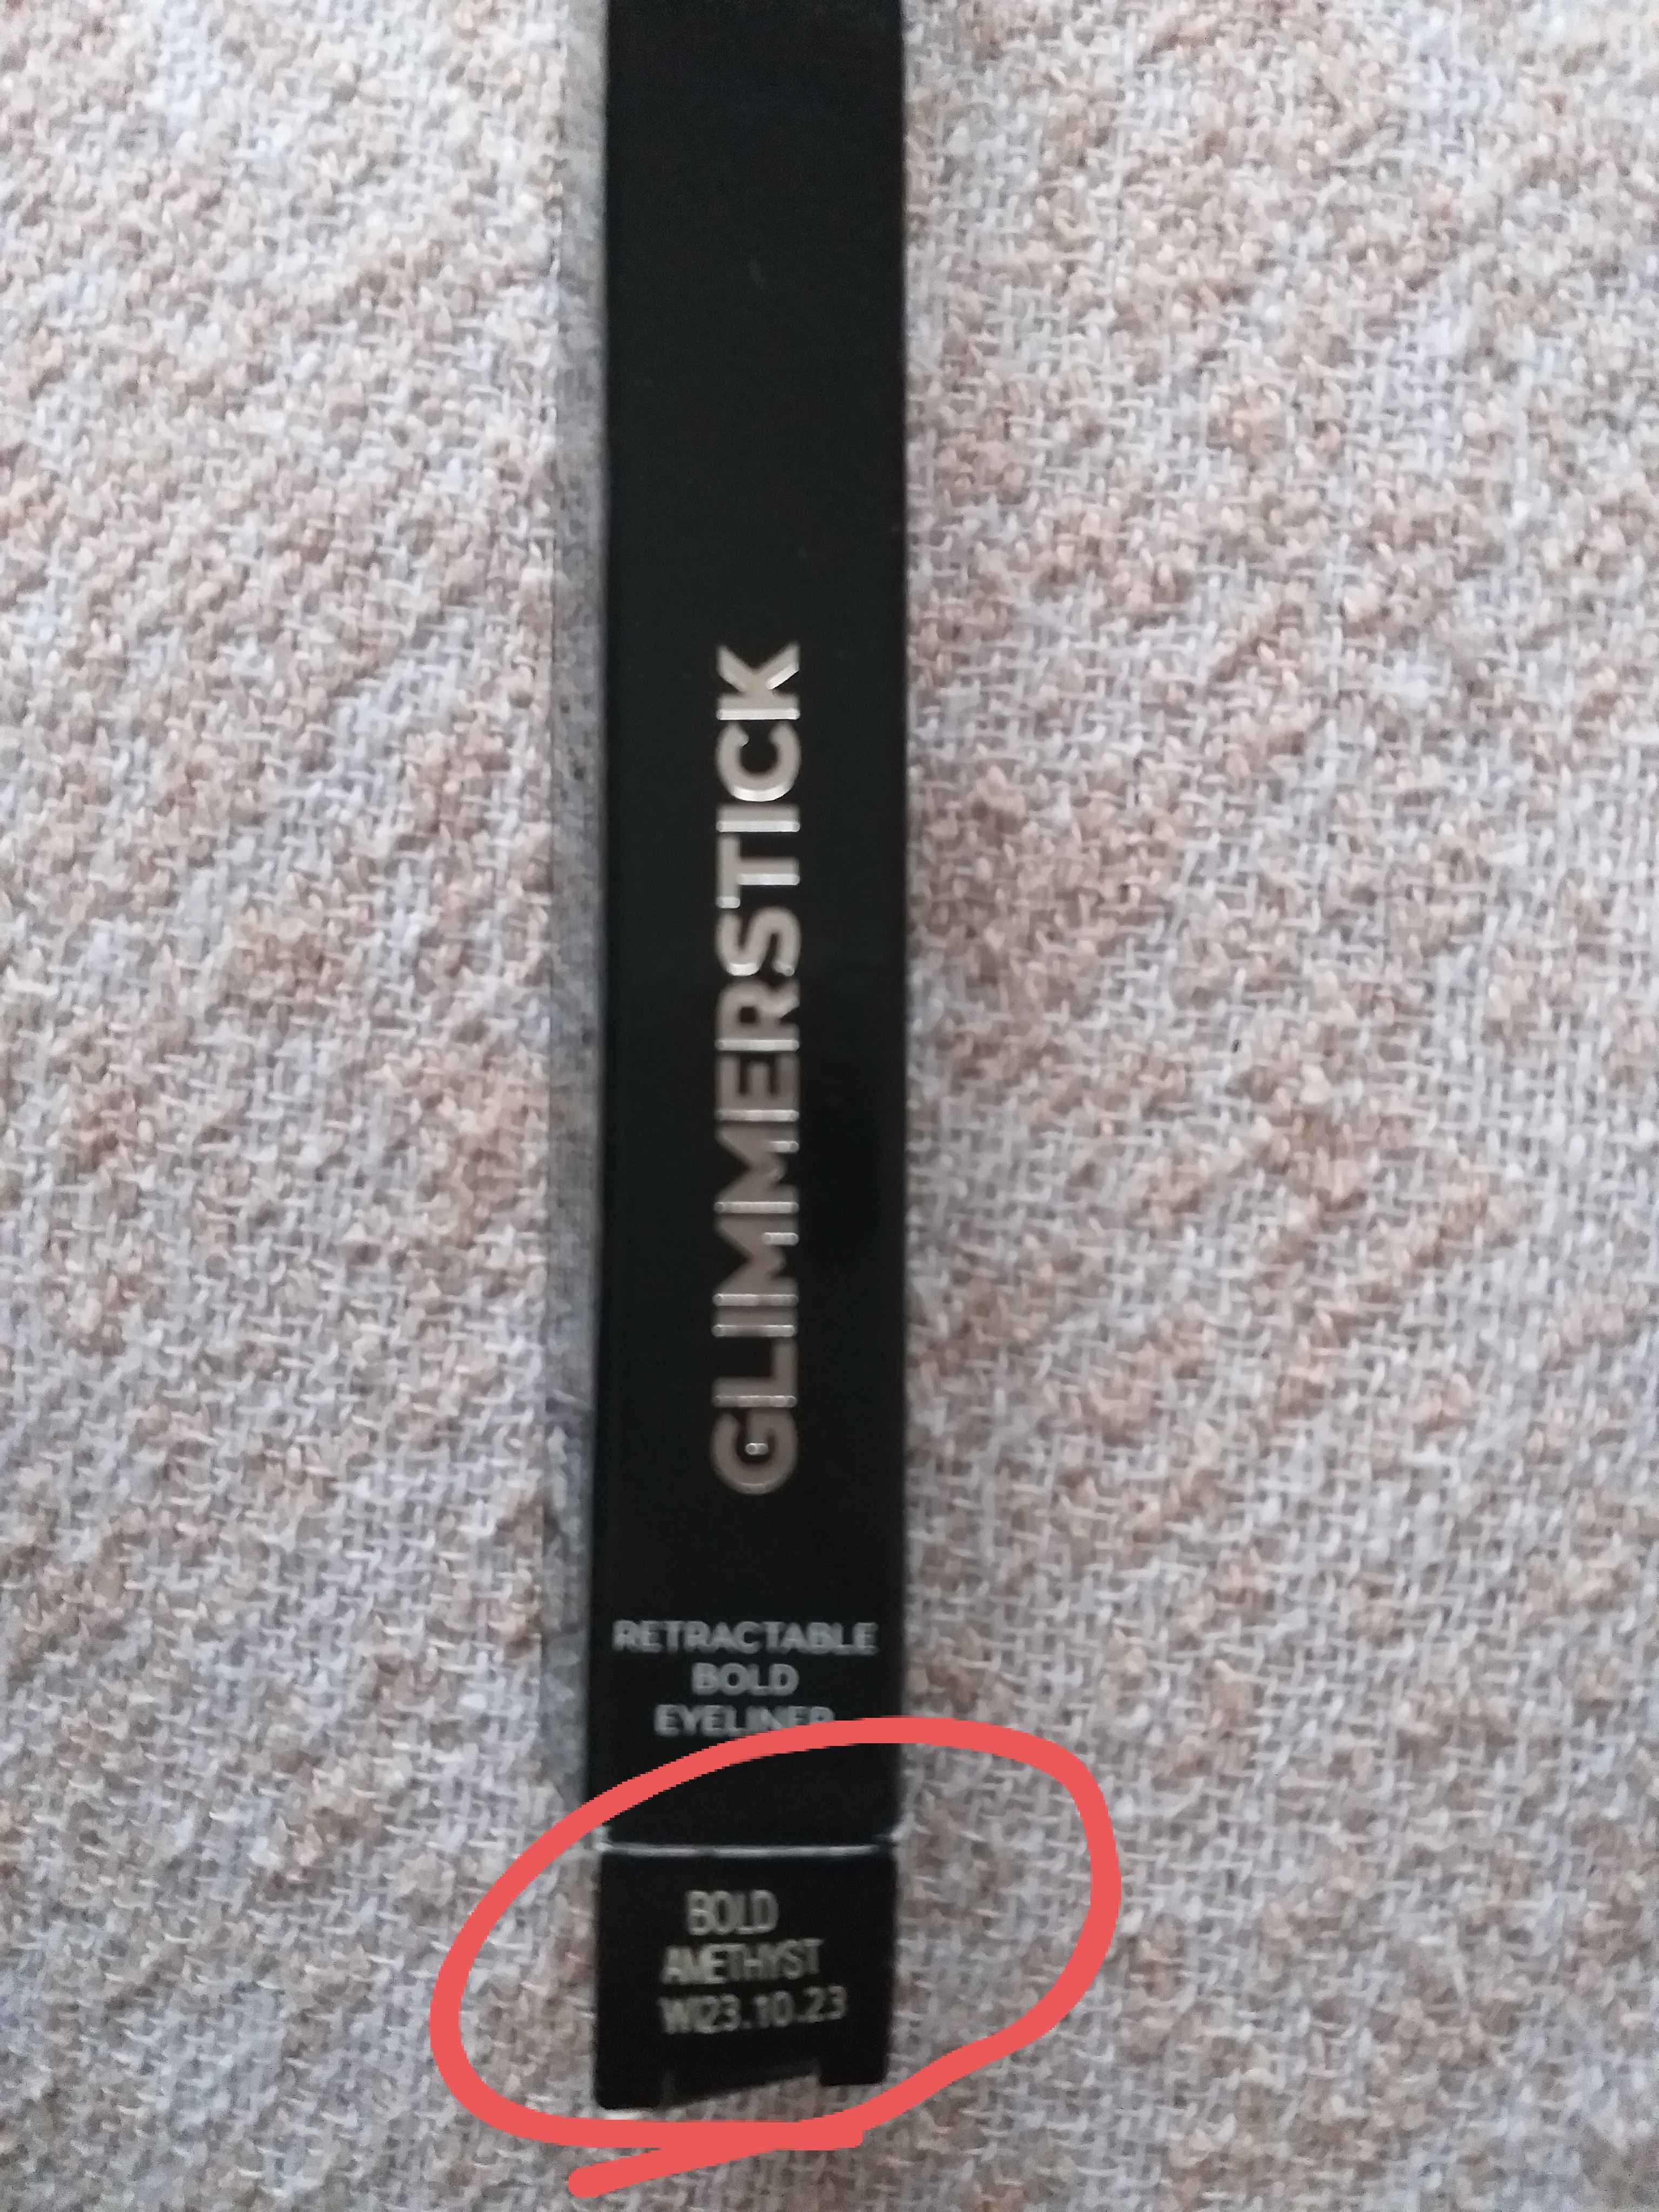 GLIMMERSTICK
RETRACTABLE
BOLD
EYELINER
BOLD
AMETHYST
WI23.10.23